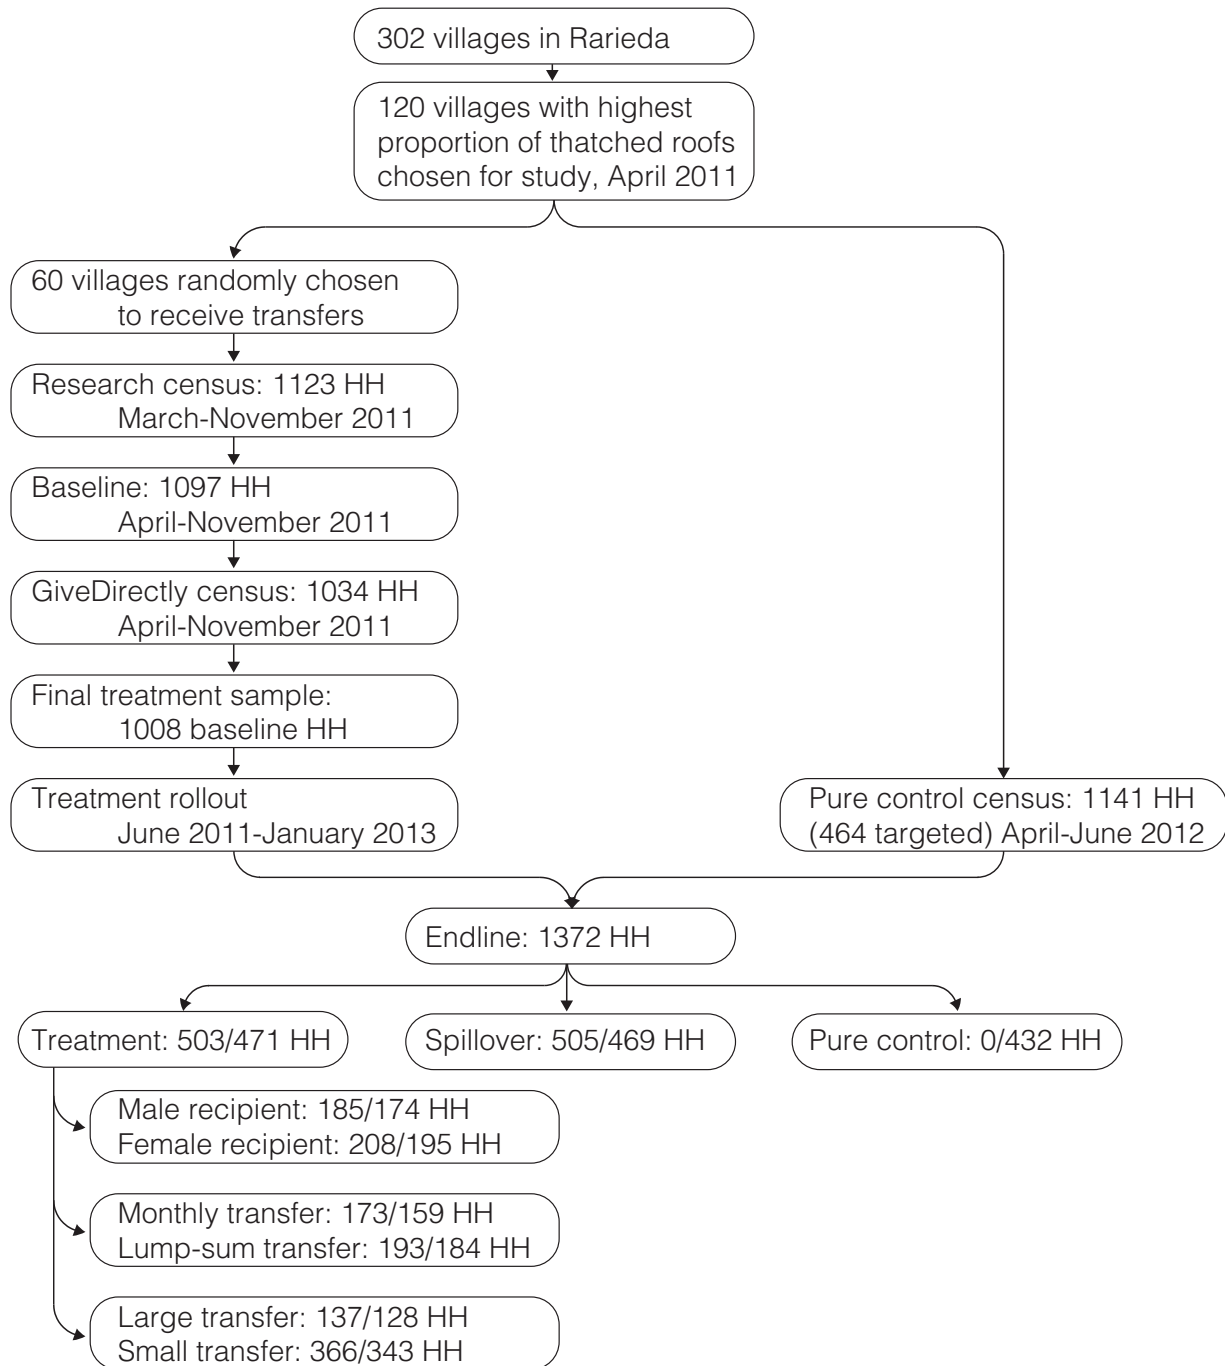 302 villages in Rarieda
120 villages with highest
proportion of thatched roofs
chosen for study, April 2011
60 villages randomly chosen
to receive transfers
Research census: 1123 HH
March-November 2011
Baseline: 1097 HH
April-November 2011
GiveDirectly census: 1034 HH
April-November 2011
Final treatment sample:
1008 baseline HH
Treatment rollout
June 2011-January 2013
Pure control census: 1141 HH
(464 targeted) April-June 2012
Endline: 1372 HH
Treatment: 503/471 HH
Spillover: 505/469 HH
Pure control: 0/432 HH
Male recipient: 185/174 HH
Female recipient: 208/195 HH
Monthly transfer: 173/159 HH
Lump-sum transfer: 193/184 HH
Large transfer: 137/128 HH
Small transfer: 366/343 HH